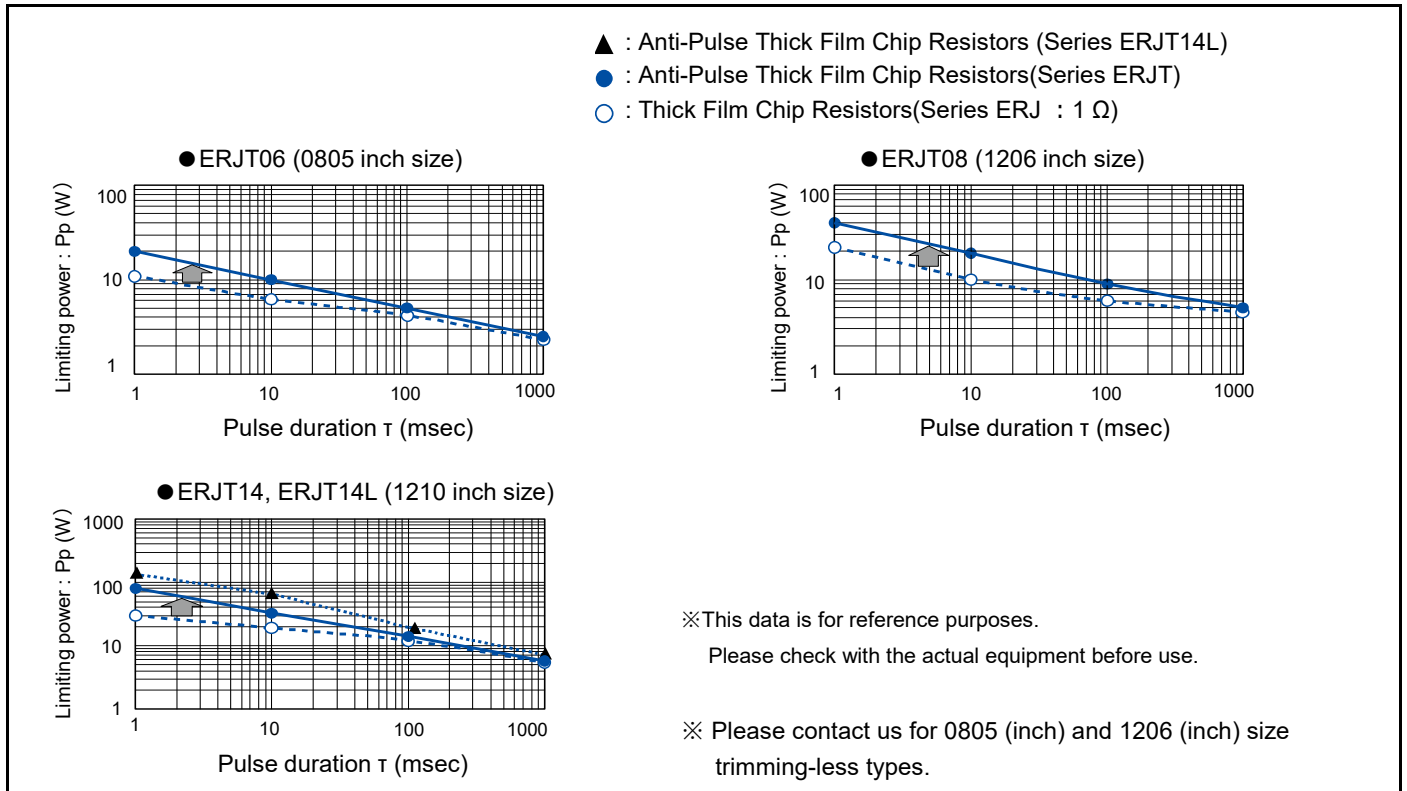 ▲ : Anti-Pulse Thick Film Chip Resistors (Series ERJT14L)
● : Anti-Pulse Thick Film Chip Resistors(Series ERJT)
○ : Thick Film Chip Resistors(Series ERJ : 1 Ω)
●ERJT06 (0805 inch size)
Limiting power : Pp (W)
100
10
1
1 10 100 1000
Pulse duration τ (msec)
●ERJT08 (1206 inch size)
Limiting power : Pp (W)
100
10
1
1 10 100 1000
Pulse duration τ (msec)
●ERJT14, ERJT14L (1210 inch size)
Limiting power : Pp (W)
1000
100
10
1
1 10 100 1000
Pulse duration τ (msec)
※This data is for reference purposes.
Please check with the actual equipment before use.
※ Please contact us for 0805 (inch) and 1206 (inch) size
trimming-less types.